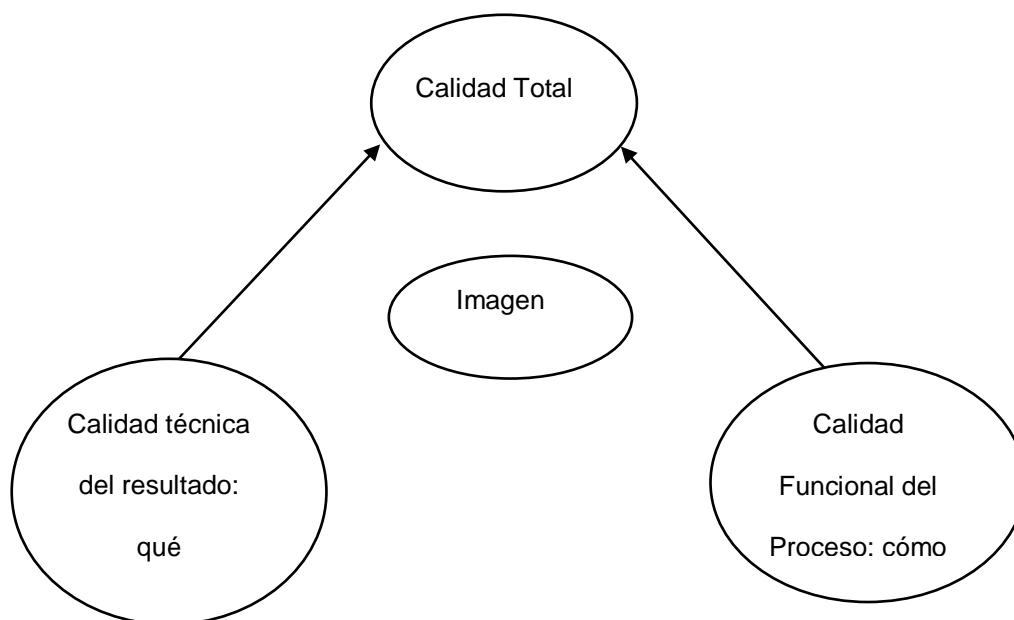 Calidad Total
Imagen
Calidad técnica
del resultado:
qué
Calidad
Funcional del
Proceso: cómo